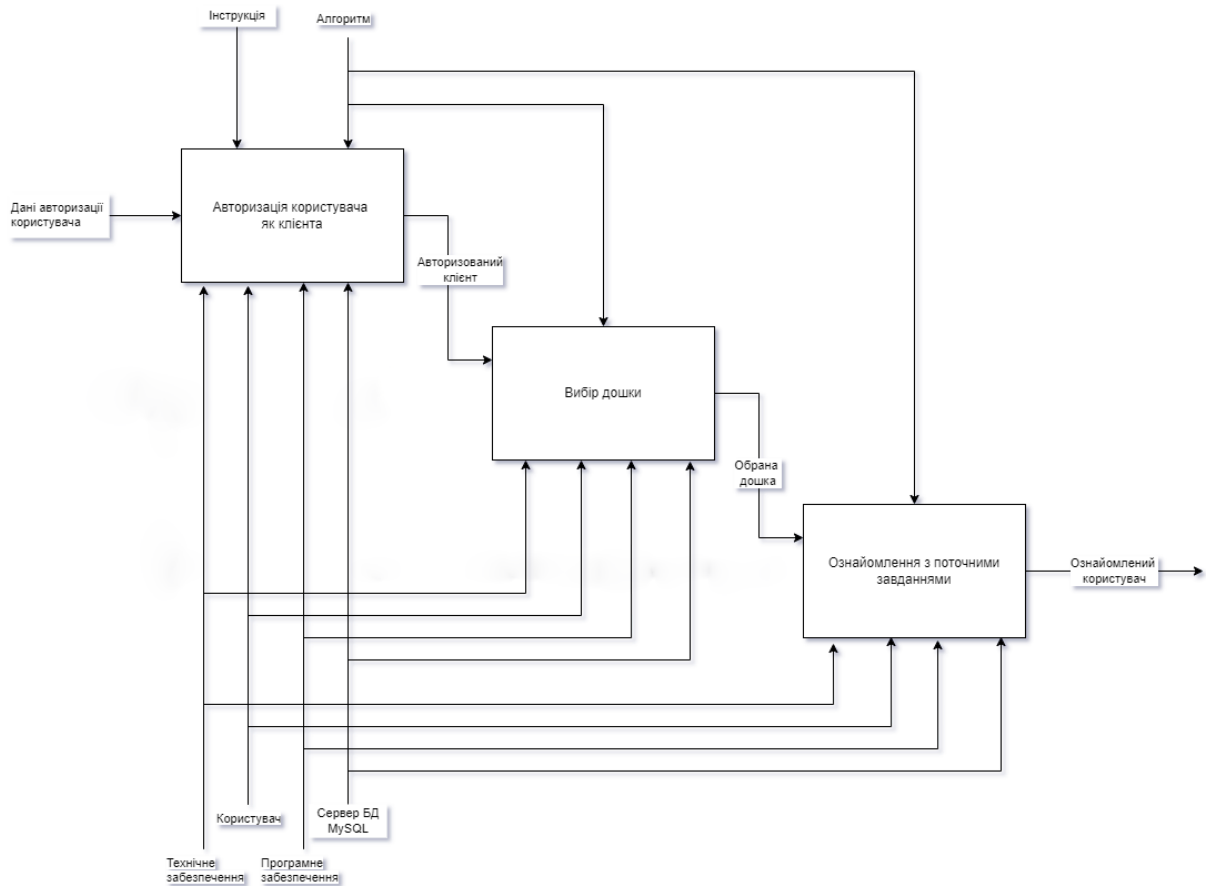 Інструкція
Алгоритм
Дані авторизації
користувача
Авторизація користувача
як клієнта
Авторизований
клієнт
Вибір дошки
Обрана
дошка
Ознайомлення з поточними
завданнями
Ознайомлений
користувач
Користувач
Сервер БД
MySQL
Технічне
забезпечення
Програмне
забезпечення